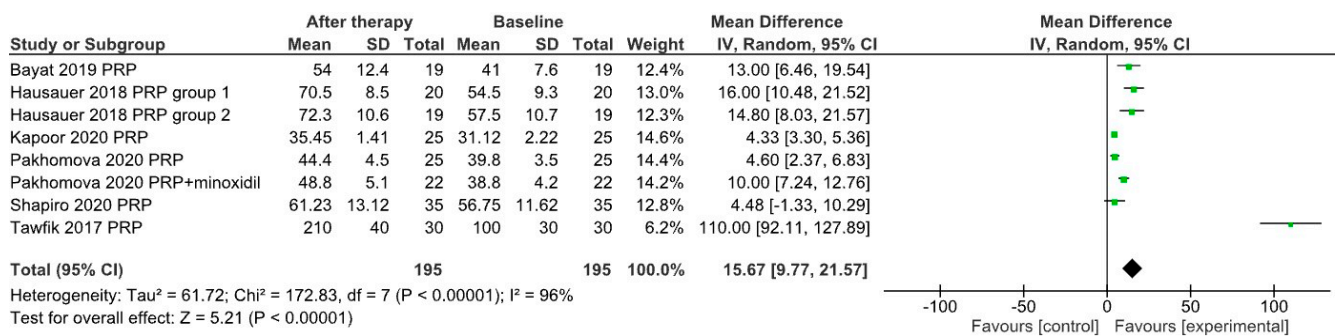 After therapy Baseline Mean Difference Mean Difference
Study or Subgroup Mean SD Total Mean SD Total Weight IV, Random, 95% CI IV, Random, 95% CI
Bayat 2019 PRP 54 12.4 19 41 7.6 19 12.4% 13.00 [6.46, 19.54]
Hausauer 2018 PRP group 1 70.5 8.5 20 54.5 9.3 20 13.0% 16.00 [10.48, 21.52]
Hausauer 2018 PRP group 2 72.3 10.6 19 57.5 10.7 19 12.3% 14.80 [8.03, 21.57]
Kapoor 2020 PRP 35.45 1.41 25 31.12 2.22 25 14.6% 4.33 [3.30, 5.36]
Pakhomova 2020 PRP 44.4 4.5 25 39.8 3.5 25 14.4% 4.60 [2.37, 6.83]
Pakhomova 2020 PRP+minoxidil 48.8 5.1 22 38.8 4.2 22 14.2% 10.00 [7.24, 12.76]
Shapiro 2020 PRP 61.23 13.12 35 56.75 11.62 35 12.8% 4.48 [-1.33, 10.29]
Tawfik 2017 PRP 210 40 30 100 30 30 6.2% 110.00 [92.11, 127.89]
Total (95% CI) 195 195 100.0% 15.67 [9.77, 21.57]
Heterogeneity: Tau² = 61.72; Chi² = 172.83, df = 7 (P < 0.00001); I² = 96%
Test for overall effect: Z = 5.21 (P < 0.00001)
-100 -50 0 50 100
Favours [control] Favours [experimental]